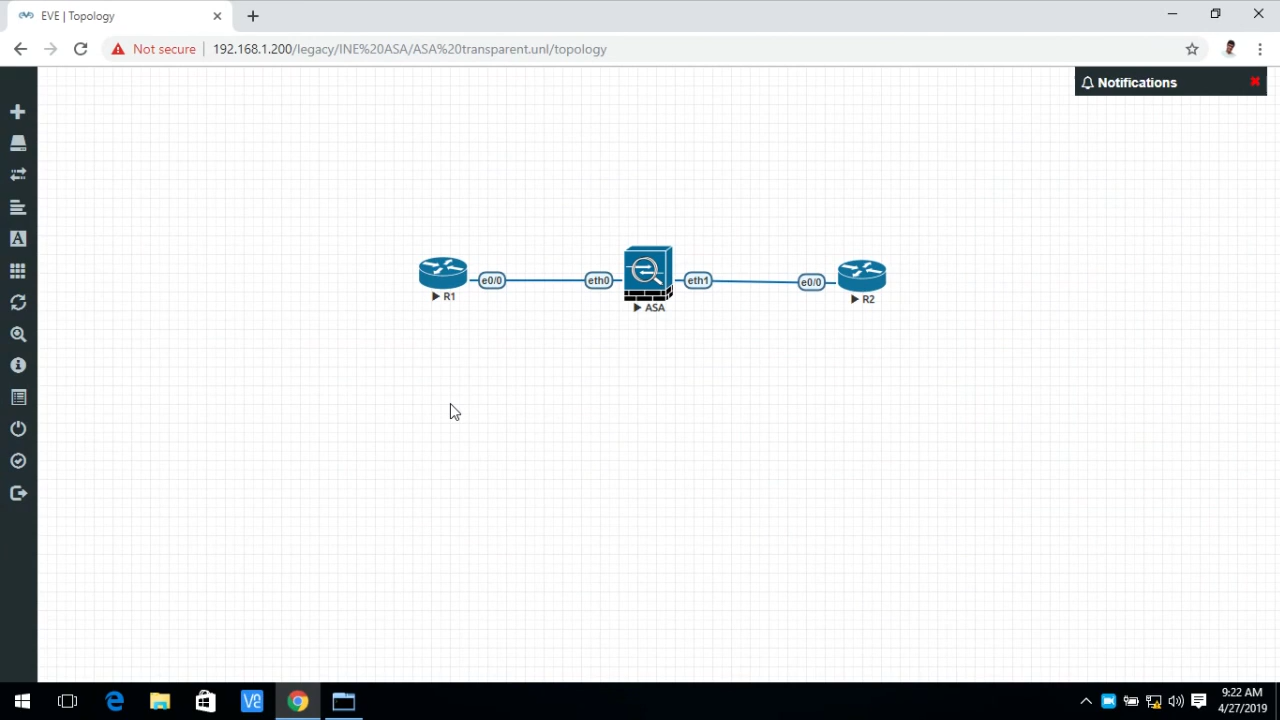 EVE | Topology
Not secure
192.168.1.200/legacy/INE%20ASA/ASA%20transparent.unl/topology
Notifications
A
e0/0
eth0
eth1
e0/0
R1
ASA
R2
9:22 AM
4/27/2019